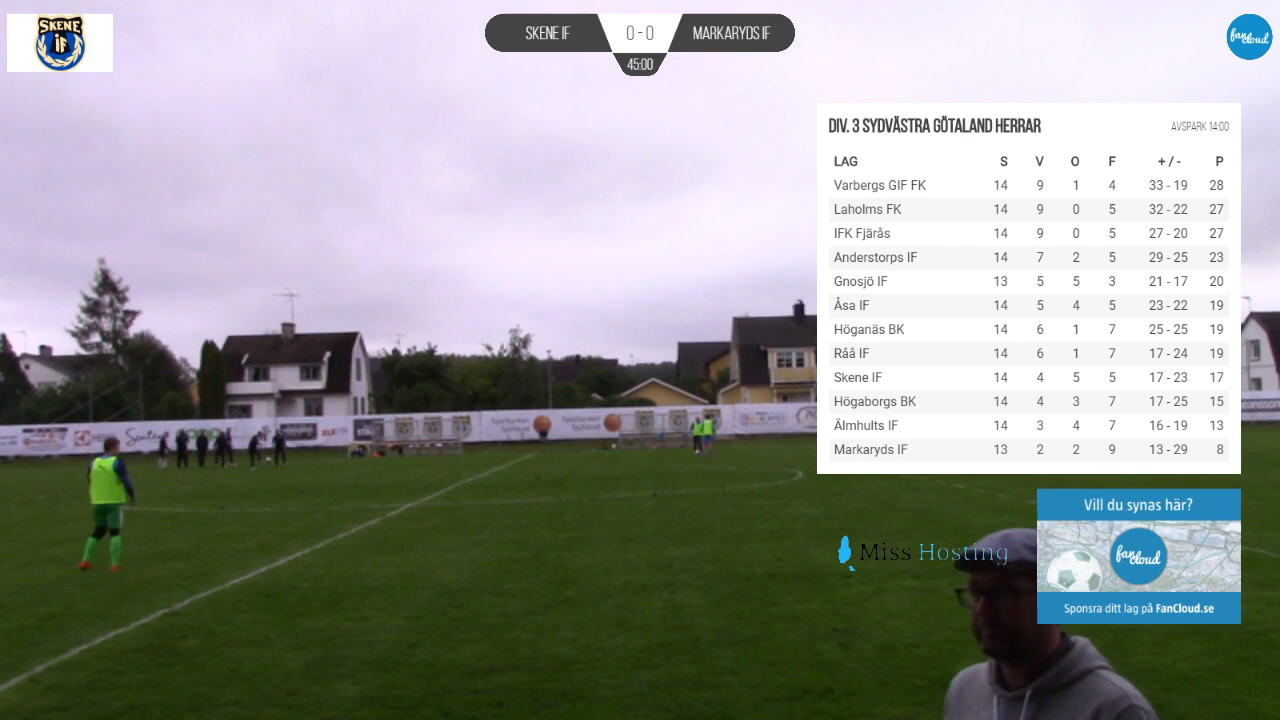 SKENE
IF
SKENE IF 0 - 0 MARKARYDS IF
45:00
fan cloud
DIV. 3 SYDVÄSTRA GÖTALAND HERRAR AVSPARK 14:00
LAG S V O F + / - P
Varbergs GIF FK 14 9 1 4 33 - 19 28
Laholms FK 14 9 0 5 32 - 22 27
IFK Fjärås 14 9 0 5 27 - 20 27
Anderstorps IF 14 7 2 5 29 - 25 23
Gnosjö IF 13 5 5 3 21 - 17 20
Åsa IF 14 5 4 5 23 - 22 19
Höganäs BK 14 6 1 7 25 - 25 19
Råå IF 14 6 1 7 17 - 24 19
Skene IF 14 4 5 5 17 - 23 17
Högaborgs BK 14 4 3 7 17 - 25 15
Älmhults IF 14 3 4 7 16 - 19 13
Markaryds IF 13 2 2 9 13 - 29 8
Sparbanken
Sjuhärad
Sparbanken
Sjuhärad
Miss Hosting
Vill du synas här?
fan cloud
Sponsra ditt lag på FanCloud.se